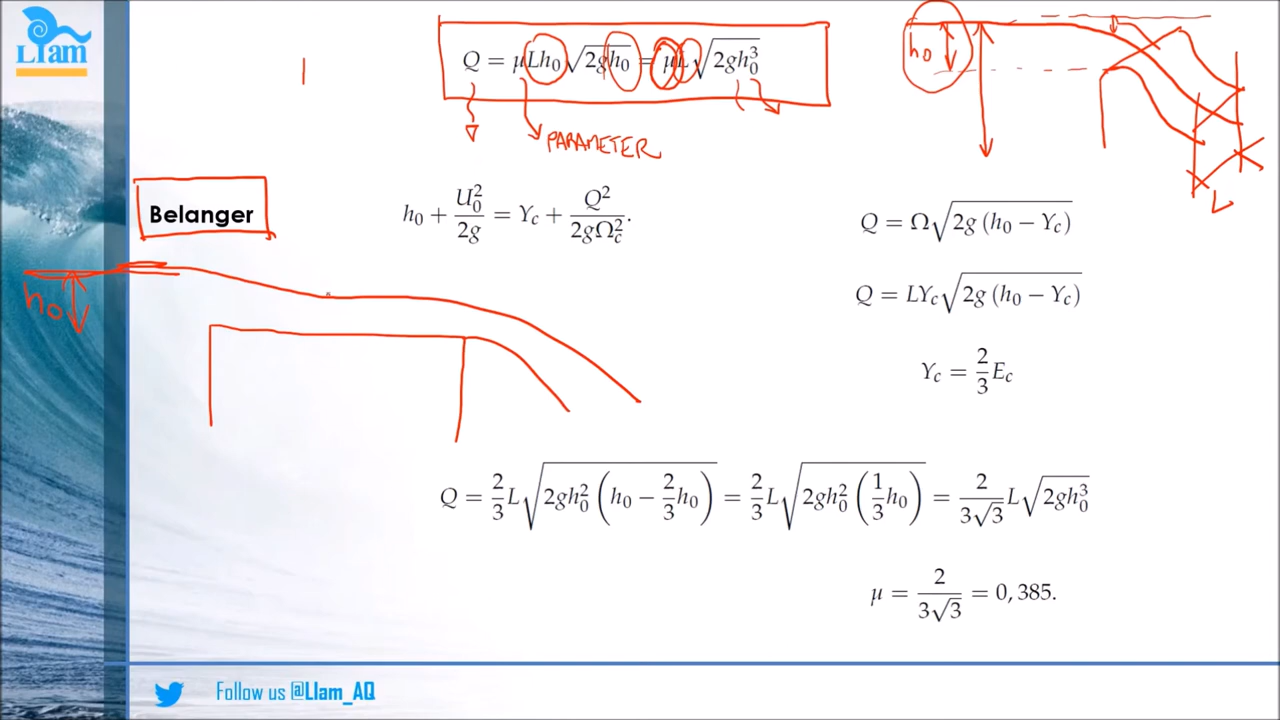 LIam
Q = μLh₀√(2gh₀) = μL√(2gh₀³)
h₀
PARAMETER
Belanger
h₀ + U₀²/2g = Y_c + Q²/2gΩ_c².
Q = Ω√(2g (h₀ − Y_c))
h₀
Q = LY_c√(2g (h₀ − Y_c))
Y_c = 2/3 E_c
Q = 2/3 L√(2gh₀² (h₀ − 2/3 h₀)) = 2/3 L√(2gh₀² (1/3 h₀)) = 2/(3√3) L√(2gh₀³)
μ = 2/(3√3) = 0,385.
Follow us @LIam_AQ